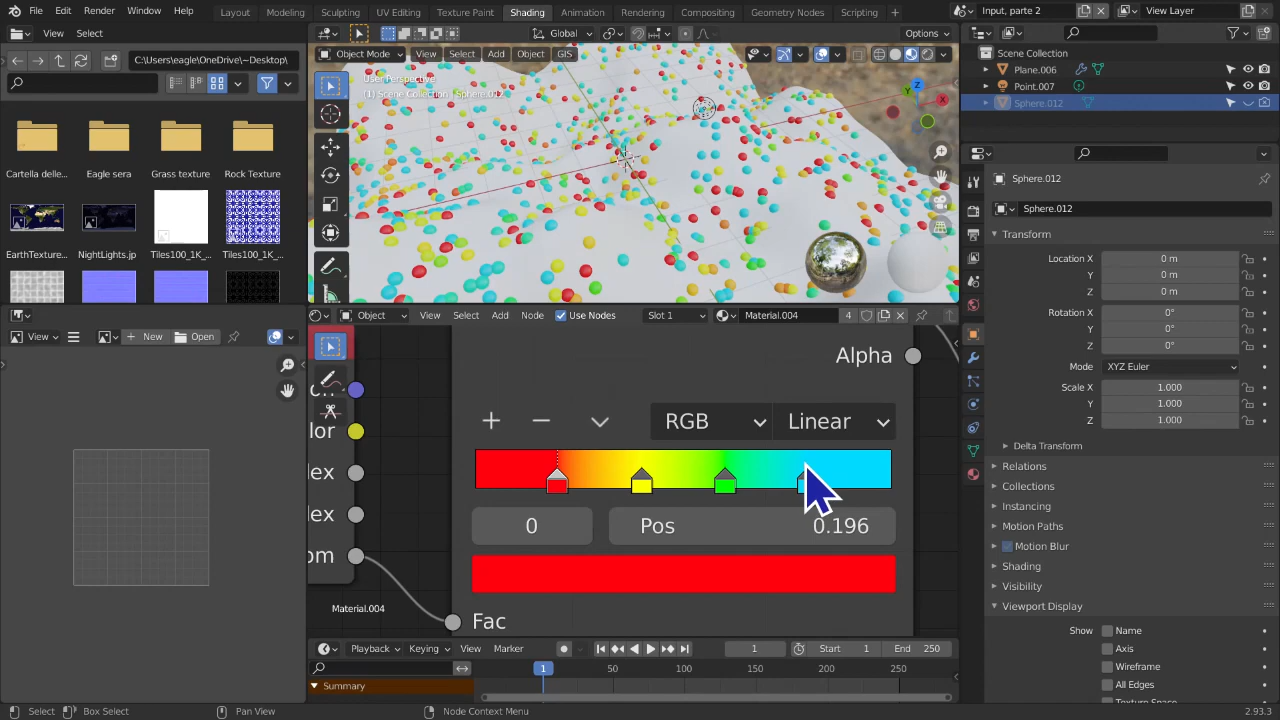 File Edit Render Window Help Layout Modeling Sculpting UV Editing Texture Paint Shading Animation Rendering Compositing Geometry Nodes Scripting Input, parte 2 View Layer
View Select
Global Options
C:\Users\eagle\OneDrive\~Desktop\
Object Mode View Select Add Object GIS
User Perspective
(1) Scene Collection | Sphere.012
Cartella delle... Eagle sera Grass texture Rock Texture
EarthTexture... NightLights.jp Tiles100_1K_... Tiles100_1K_...
X
Y
Z
Scene Collection
Plane.006
Point.007
Sphere.012
Sphere.012
Sphere.012
Transform
Location X 0 m
Y 0 m
Z 0 m
Rotation X 0°
Y 0°
Z 0°
Mode XYZ Euler
Scale X 1.000
Y 1.000
Z 1.000
Delta Transform
Relations
Collections
Instancing
Motion Paths
Motion Blur
Shading
Visibility
Viewport Display
Show Name
Axis
Wireframe
All Edges
View New Open
Object View Select Add Node Use Nodes Slot 1 Material.004 4
Alpha
RGB Linear
0 Pos 0.196
Fac
lor
ex
ex
om
Material.004
Playback Keying View Marker 1 Start 1 End 250
50 100 150 200 250
1
Summary
Select Box Select Pan View Node Context Menu 2.93.3